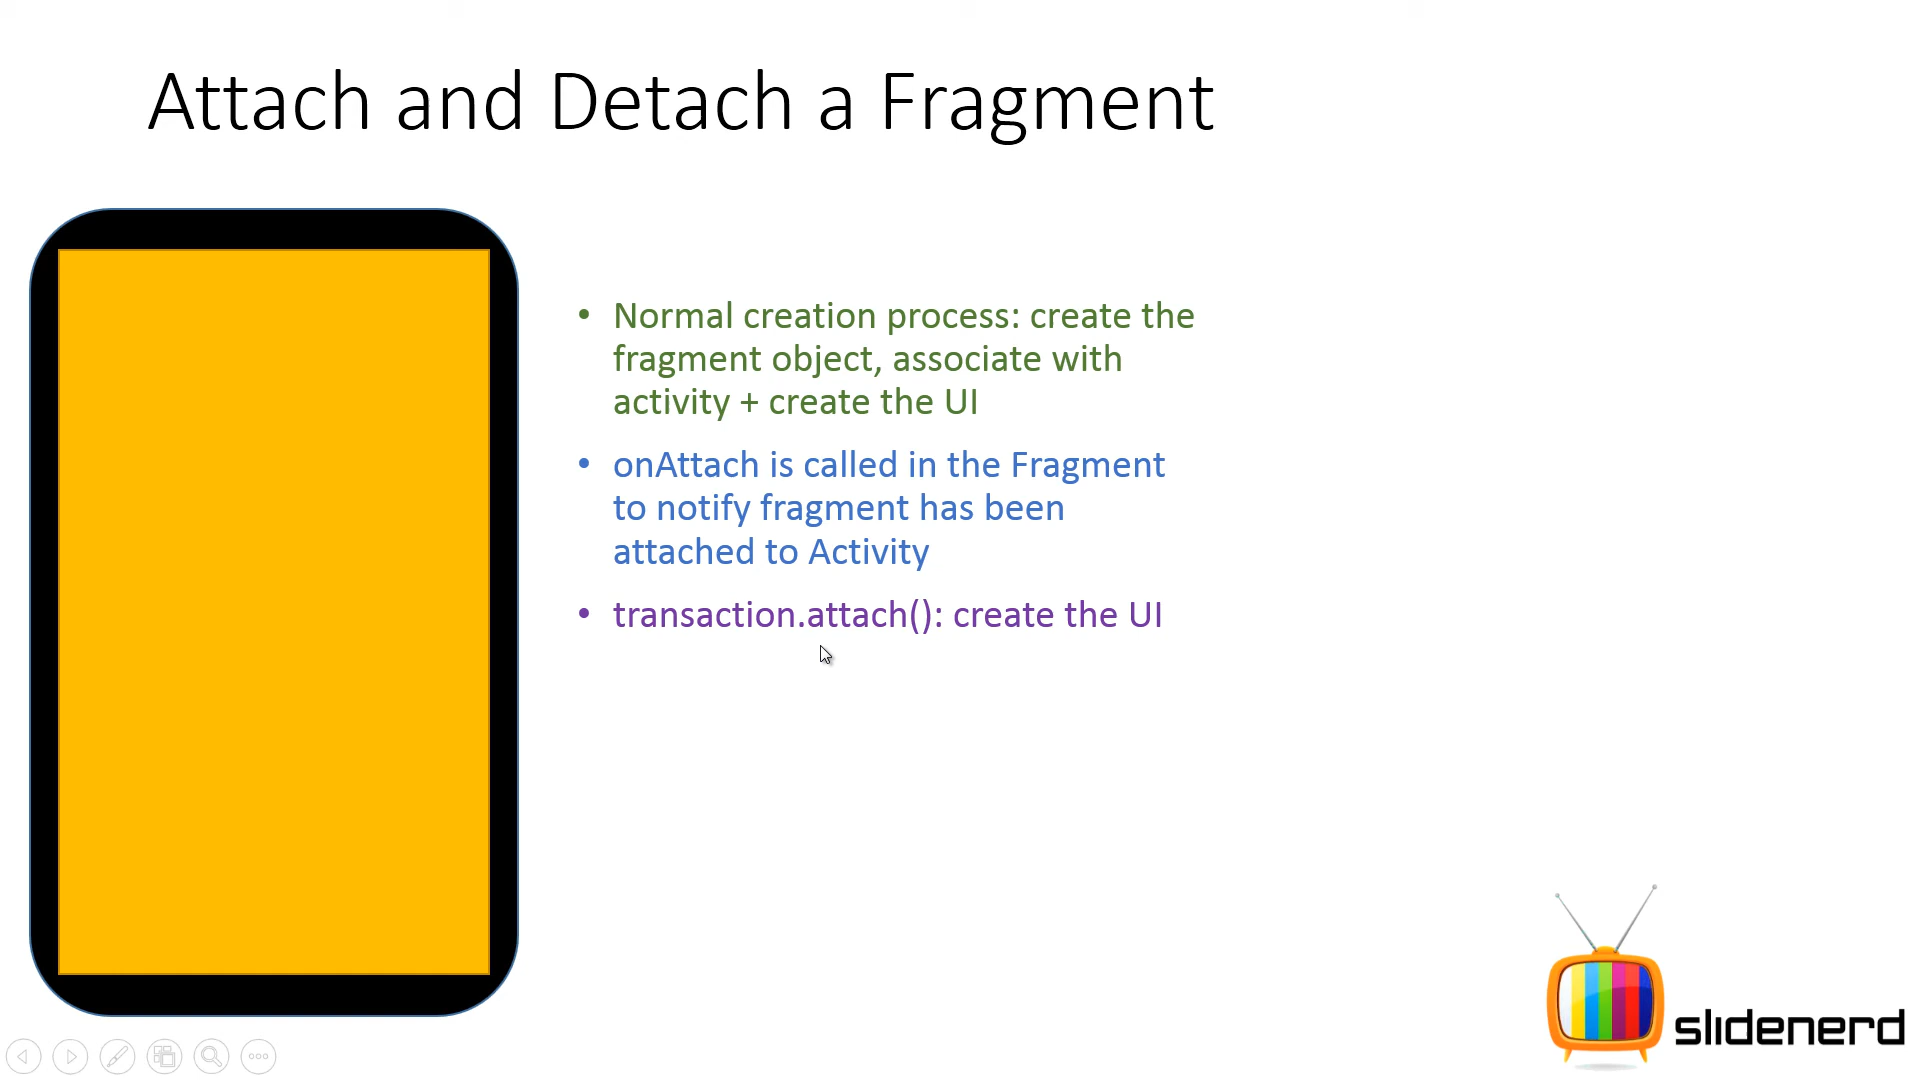 Attach and Detach a Fragment
• Normal creation process: create the
fragment object, associate with
activity + create the UI
• onAttach is called in the Fragment
to notify fragment has been
attached to Activity
• transaction.attach(): create the UI
slidenerd